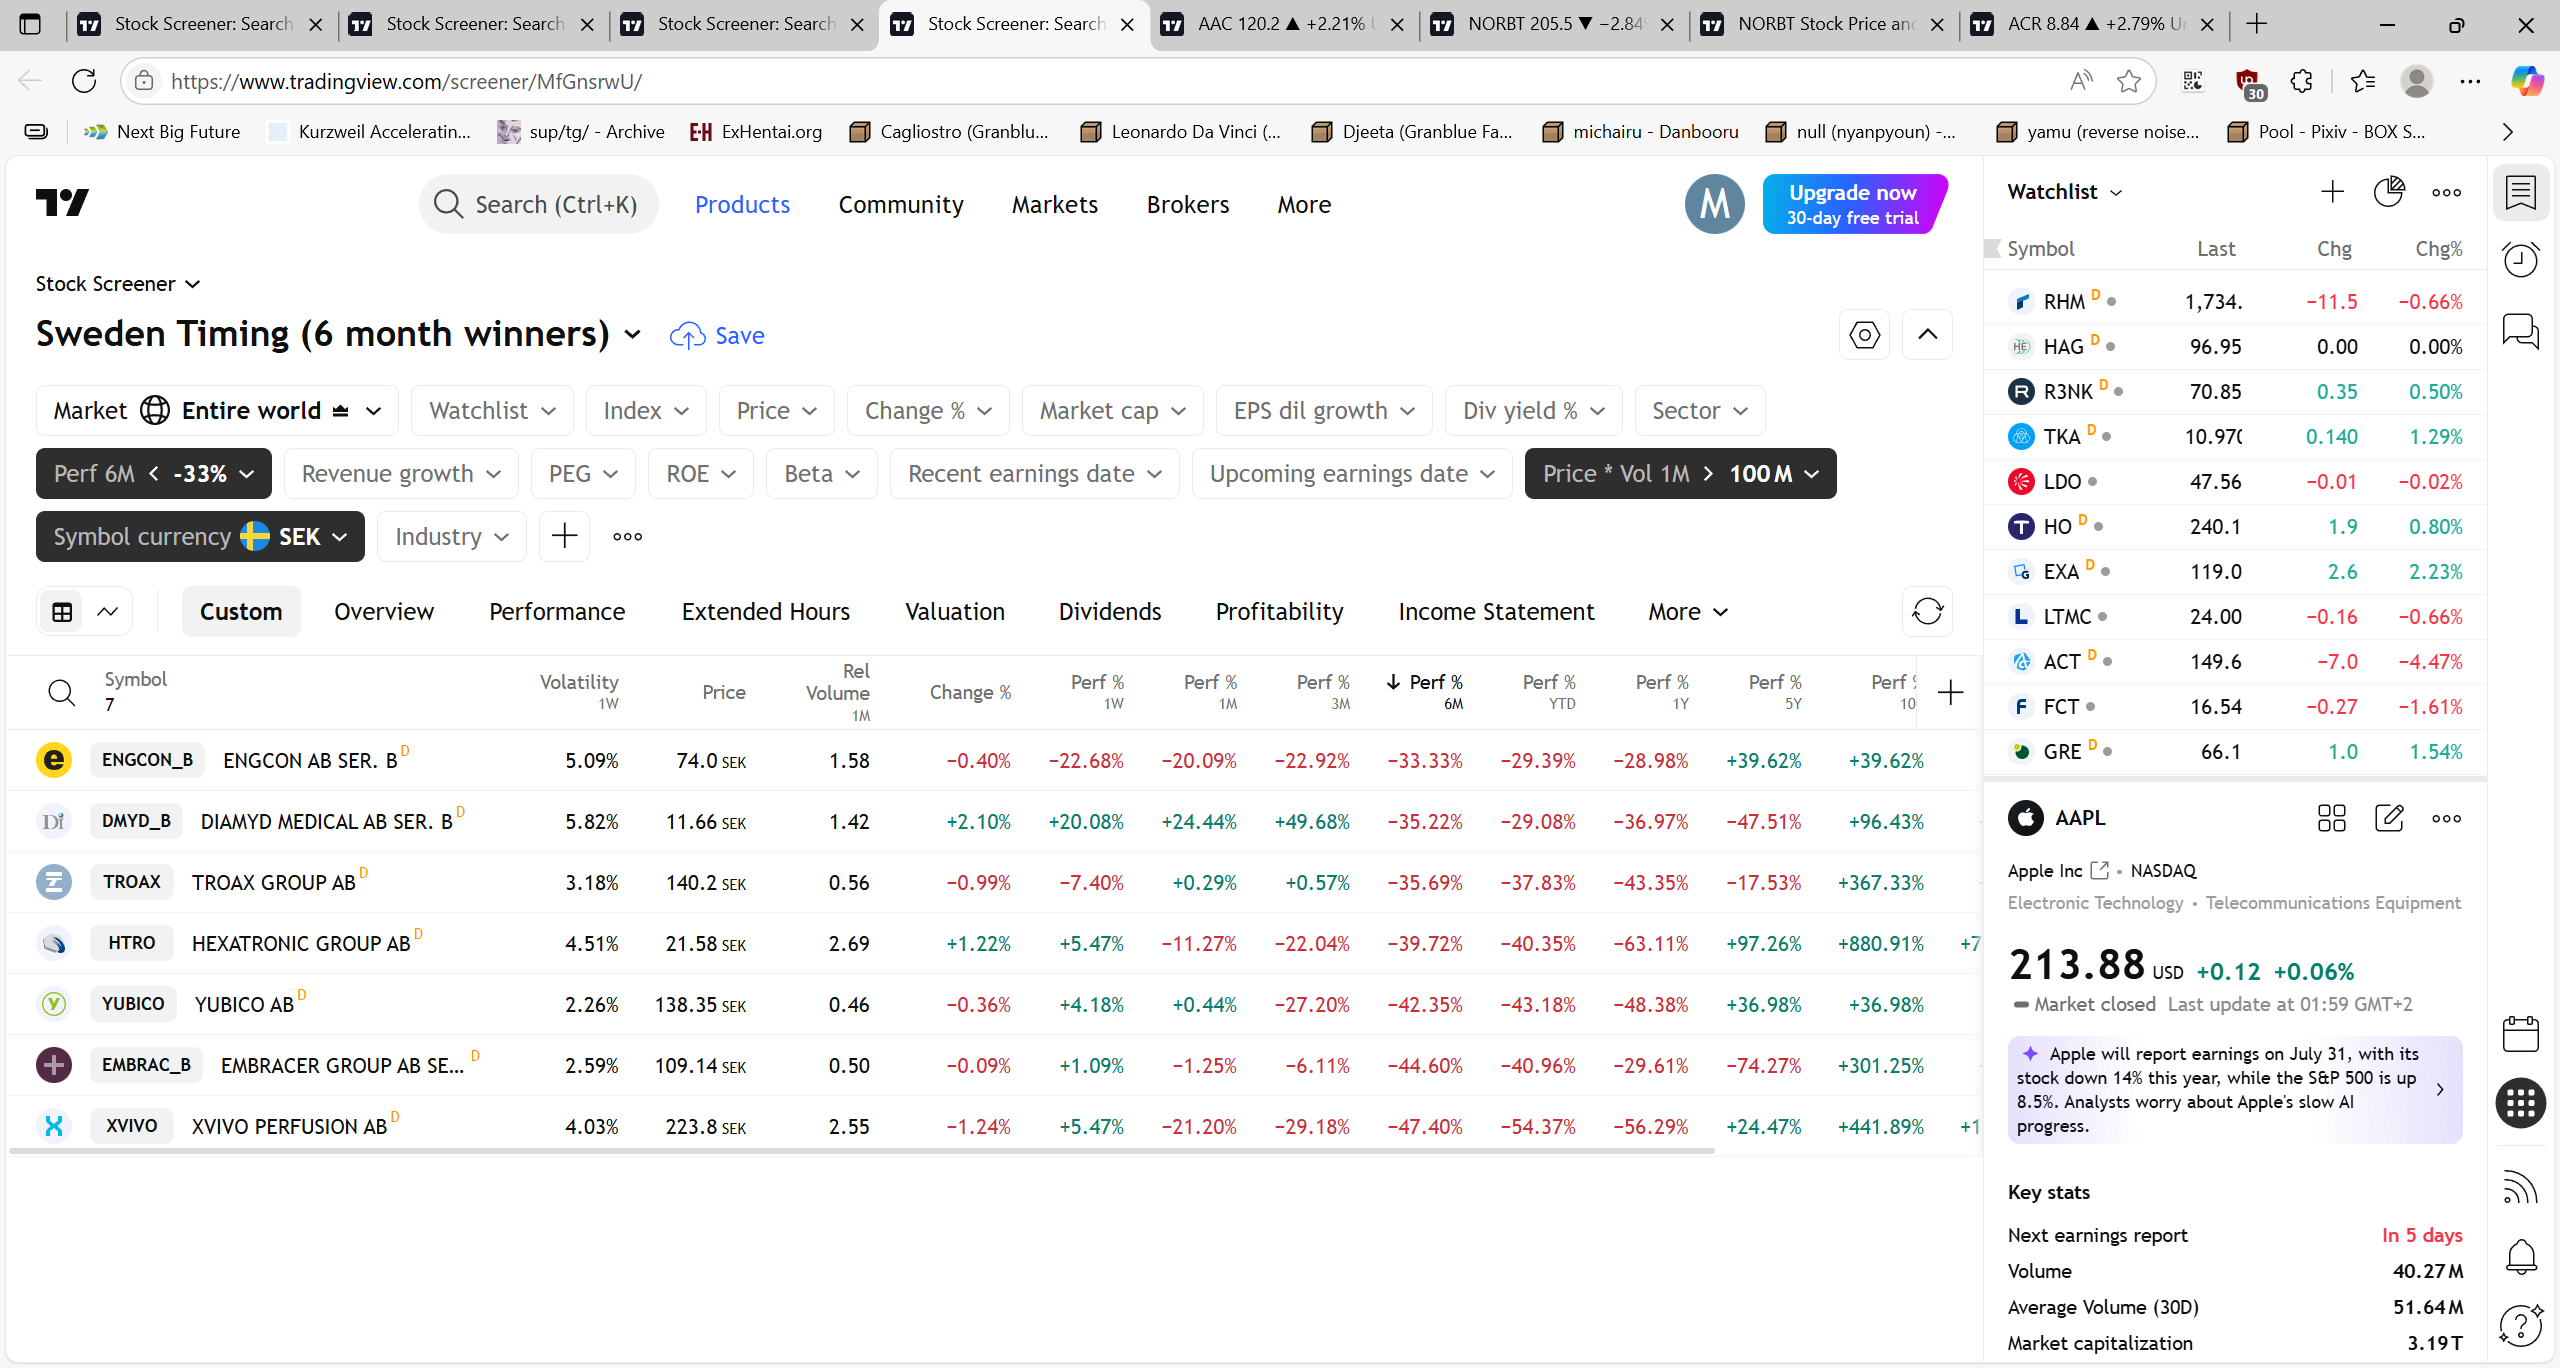 Stock Screener: Search
Stock Screener: Search
Stock Screener: Search
Stock Screener: Search
AAC 120.2 ▲ +2.21% U
NORBT 205.5 ▼ −2.84%
NORBT Stock Price and
ACR 8.84 ▲ +2.79% Un
https://www.tradingview.com/screener/MfGnsrwU/
30
Next Big Future
Kurzweil Acceleratin...
sup/tg/ - Archive
ExHentai.org
Cagliostro (Granblu...
Leonardo Da Vinci (...
Djeeta (Granblue Fa...
michairu - Danbooru
null (nyanpyoun) -...
yamu (reverse noise...
Pool - Pixiv - BOX S...
Search (Ctrl+K)
Products
Community
Markets
Brokers
More
M
Upgrade now
30-day free trial
Stock Screener
Sweden Timing (6 month winners)
Save
Market Entire world
Watchlist
Index
Price
Change %
Market cap
EPS dil growth
Div yield %
Sector
Perf 6M < -33%
Revenue growth
PEG
ROE
Beta
Recent earnings date
Upcoming earnings date
Price * Vol 1M > 100 M
Symbol currency SEK
Industry
Custom
Overview
Performance
Extended Hours
Valuation
Dividends
Profitability
Income Statement
More
Symbol 7
Volatility 1W
Price
Rel Volume 1M
Change %
Perf % 1W
Perf % 1M
Perf % 3M
↓ Perf % 6M
Perf % YTD
Perf % 1Y
Perf % 5Y
Perf % 10
ENGCON_B ENGCON AB SER. B D 5.09% 74.0 SEK 1.58 −0.40% −22.68% −20.09% −22.92% −33.33% −29.39% −28.98% +39.62% +39.62%
DMYD_B DIAMYD MEDICAL AB SER. B D 5.82% 11.66 SEK 1.42 +2.10% +20.08% +24.44% +49.68% −35.22% −29.08% −36.97% −47.51% +96.43%
TROAX TROAX GROUP AB D 3.18% 140.2 SEK 0.56 −0.99% −7.40% +0.29% +0.57% −35.69% −37.83% −43.35% −17.53% +367.33%
HTRO HEXATRONIC GROUP AB D 4.51% 21.58 SEK 2.69 +1.22% +5.47% −11.27% −22.04% −39.72% −40.35% −63.11% +97.26% +880.91% +7
YUBICO YUBICO AB D 2.26% 138.35 SEK 0.46 −0.36% +4.18% +0.44% −27.20% −42.35% −43.18% −48.38% +36.98% +36.98%
EMBRAC_B EMBRACER GROUP AB SE... D 2.59% 109.14 SEK 0.50 −0.09% +1.09% −1.25% −6.11% −44.60% −40.96% −29.61% −74.27% +301.25%
XVIVO XVIVO PERFUSION AB D 4.03% 223.8 SEK 2.55 −1.24% +5.47% −21.20% −29.18% −47.40% −54.37% −56.29% +24.47% +441.89% +1
Watchlist
Symbol Last Chg Chg%
RHM D 1,734. −11.5 −0.66%
HAG D 96.95 0.00 0.00%
R3NK D 70.85 0.35 0.50%
TKA D 10.970 0.140 1.29%
LDO 47.56 −0.01 −0.02%
HO D 240.1 1.9 0.80%
EXA D 119.0 2.6 2.23%
LTMC 24.00 −0.16 −0.66%
ACT D 149.6 −7.0 −4.47%
FCT 16.54 −0.27 −1.61%
GRE D 66.1 1.0 1.54%
AAPL
Apple Inc • NASDAQ
Electronic Technology • Telecommunications Equipment
213.88 USD +0.12 +0.06%
Market closed Last update at 01:59 GMT+2
Apple will report earnings on July 31, with its
stock down 14% this year, while the S&P 500 is up
8.5%. Analysts worry about Apple's slow AI
progress.
Key stats
Next earnings report In 5 days
Volume 40.27 M
Average Volume (30D) 51.64 M
Market capitalization 3.19 T